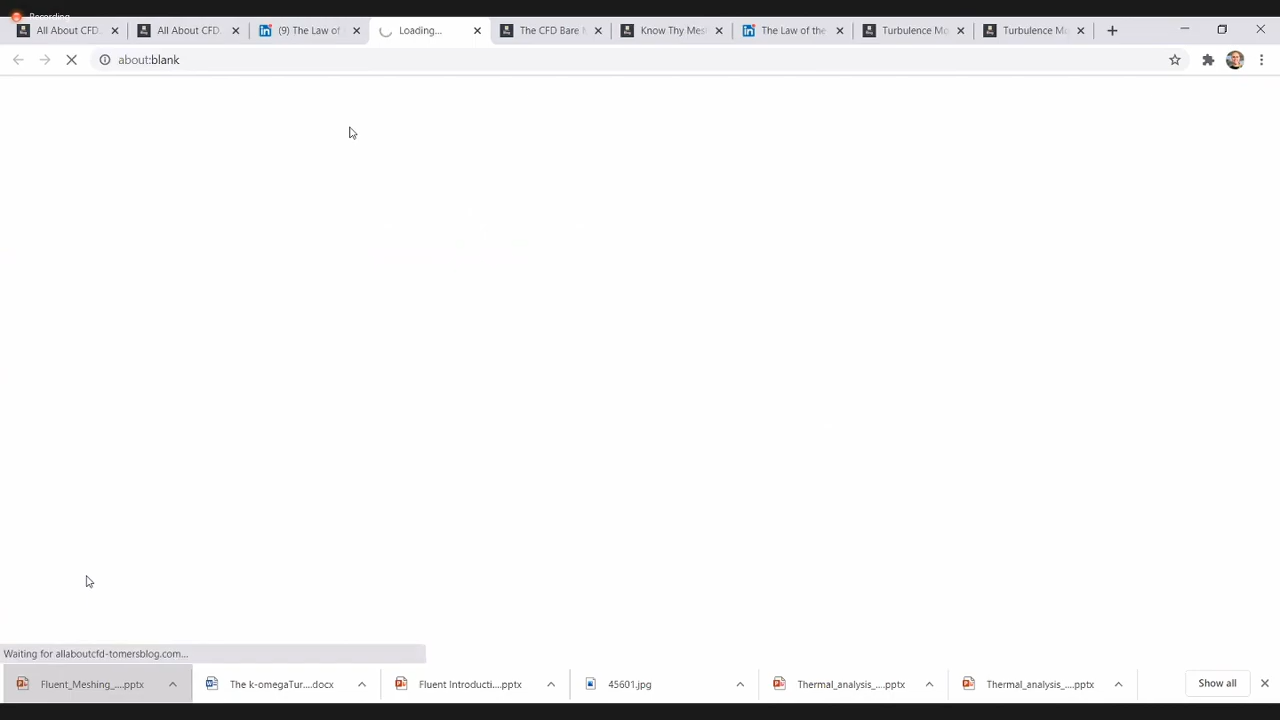 Recording
All About CFD.
All About CFD.
(9) The Law of
Loading...
The CFD Bare
Know Thy Mes
The Law of the
Turbulence Mo
Turbulence Mo
about:blank
Waiting for allaboutcfd-tomersblog.com...
Fluent_Meshing_....pptx
The k-omegaTur....docx
Fluent Introducti....pptx
45601.jpg
Thermal_analysis_....pptx
Thermal_analysis_....pptx
Show all